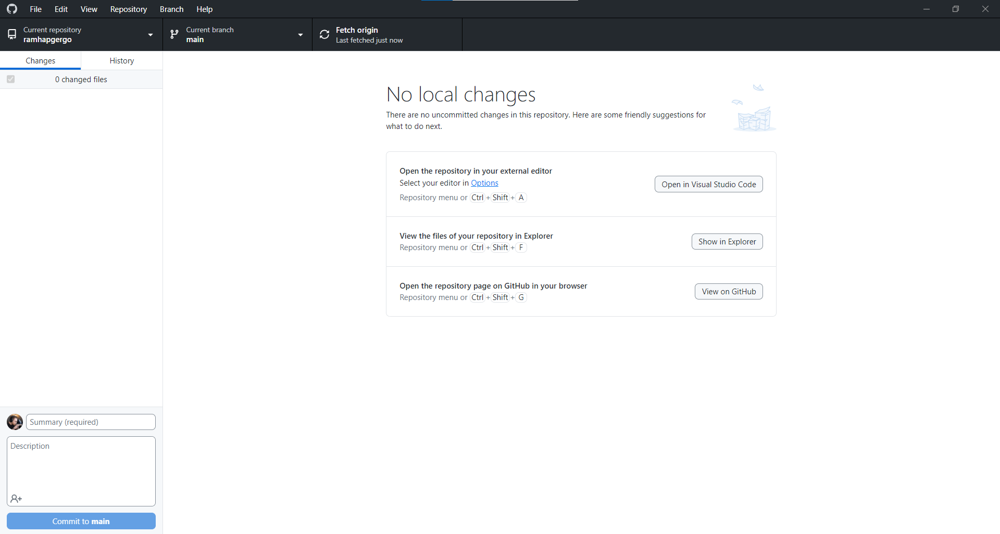 File Edit View Repository Branch Help
Current repository
ramhapgergo
Current branch
main
Fetch origin
Last fetched just now
Changes
History
0 changed files
No local changes
There are no uncommitted changes in this repository. Here are some friendly suggestions for
what to do next.
Open the repository in your external editor
Select your editor in Options
Repository menu or Ctrl + Shift + A
Open in Visual Studio Code
View the files of your repository in Explorer
Repository menu or Ctrl + Shift + F
Show in Explorer
Open the repository page on GitHub in your browser
Repository menu or Ctrl + Shift + G
View on GitHub
Summary (required)
Description
Commit to main